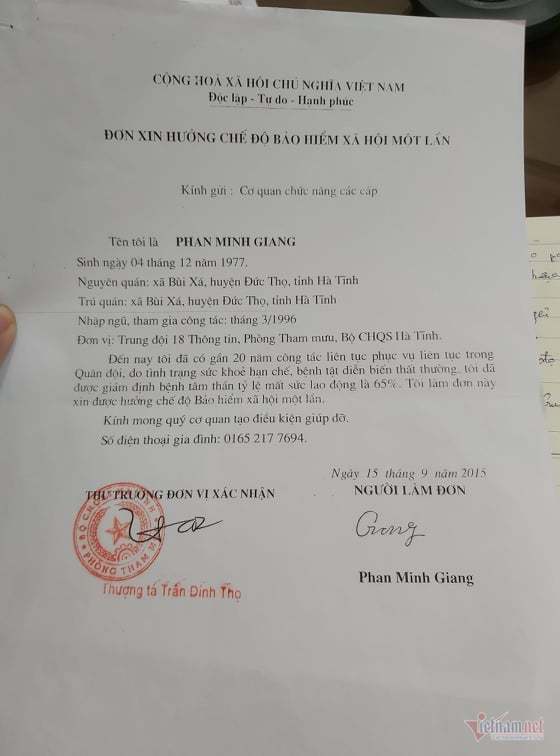 CỘNG HOÀ XÃ HỘI CHỦ NGHĨA VIỆT NAM
Độc lập - Tự do - Hạnh phúc
ĐƠN XIN HƯỞNG CHẾ ĐỘ BẢO HIỂM XÃ HỘI MỘT LẦN
Kính gửi : Cơ quan chức năng các cấp
Tên tôi là PHAN MINH GIANG
Sinh ngày 04 tháng 12 năm 1977.
Nguyên quán: xã Bùi Xá, huyện Đức Thọ, tỉnh Hà Tĩnh
Trú quán: xã Bùi Xá, huyện Đức Thọ, tỉnh Hà Tĩnh
Nhập ngũ, tham gia công tác: tháng 3/1996
Đơn vị: Trung đội 18 Thông tin, Phòng Tham mưu, Bộ CHQS Hà Tĩnh.
Đến nay tôi đã có gần 20 năm công tác liên tục phục vụ liên tục trong
Quân đội, do tình trạng sức khoẻ hạn chế, bệnh tật diễn biến thất thường, tôi đã
được giám định bệnh tâm thần tỷ lệ mất sức lao động là 65%. Tôi làm đơn này
xin được hưởng chế độ Bảo hiểm xã hội một lần.
Kính mong quý cơ quan tạo điều kiện giúp đỡ.
Số điện thoại gia đình: 0165 217 7694.
Ngày 15 tháng 9 năm 2015
THỦ TRƯỞNG ĐƠN VỊ XÁC NHẬN
NGƯỜI LÀM ĐƠN
PHÒNG THAM
Giang
Thượng tá Trần Đình Thọ
Phan Minh Giang
Vietnamnet